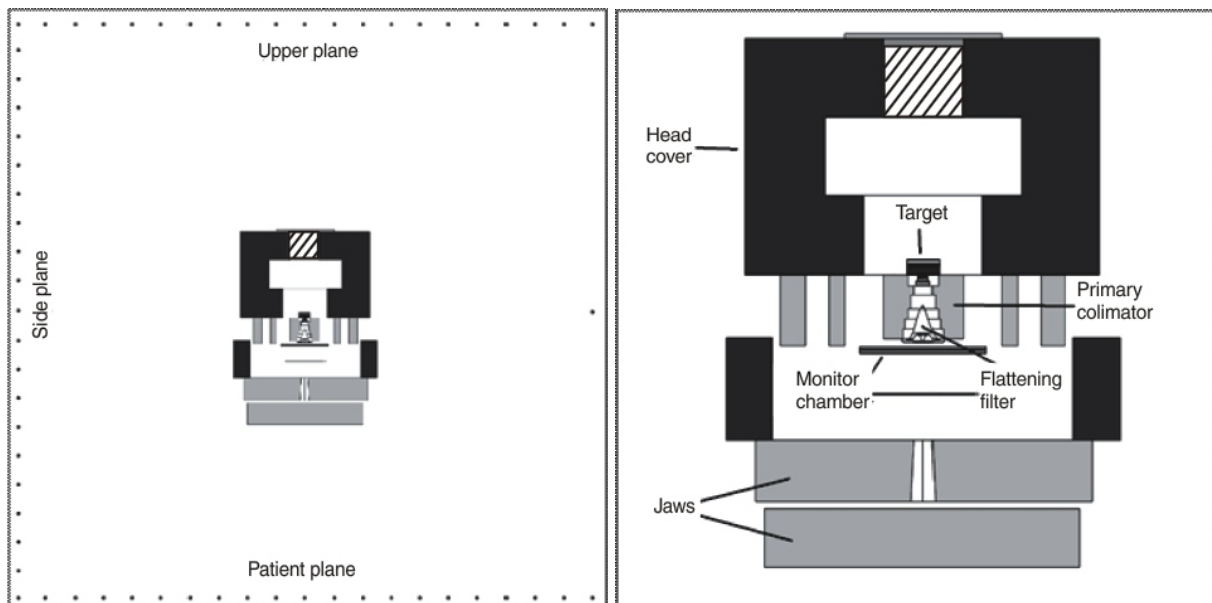 Upper plane
Side plane
Patient plane
Head
cover
Target
Primary
colimator
Monitor
chamber
Flattening
filter
Jaws